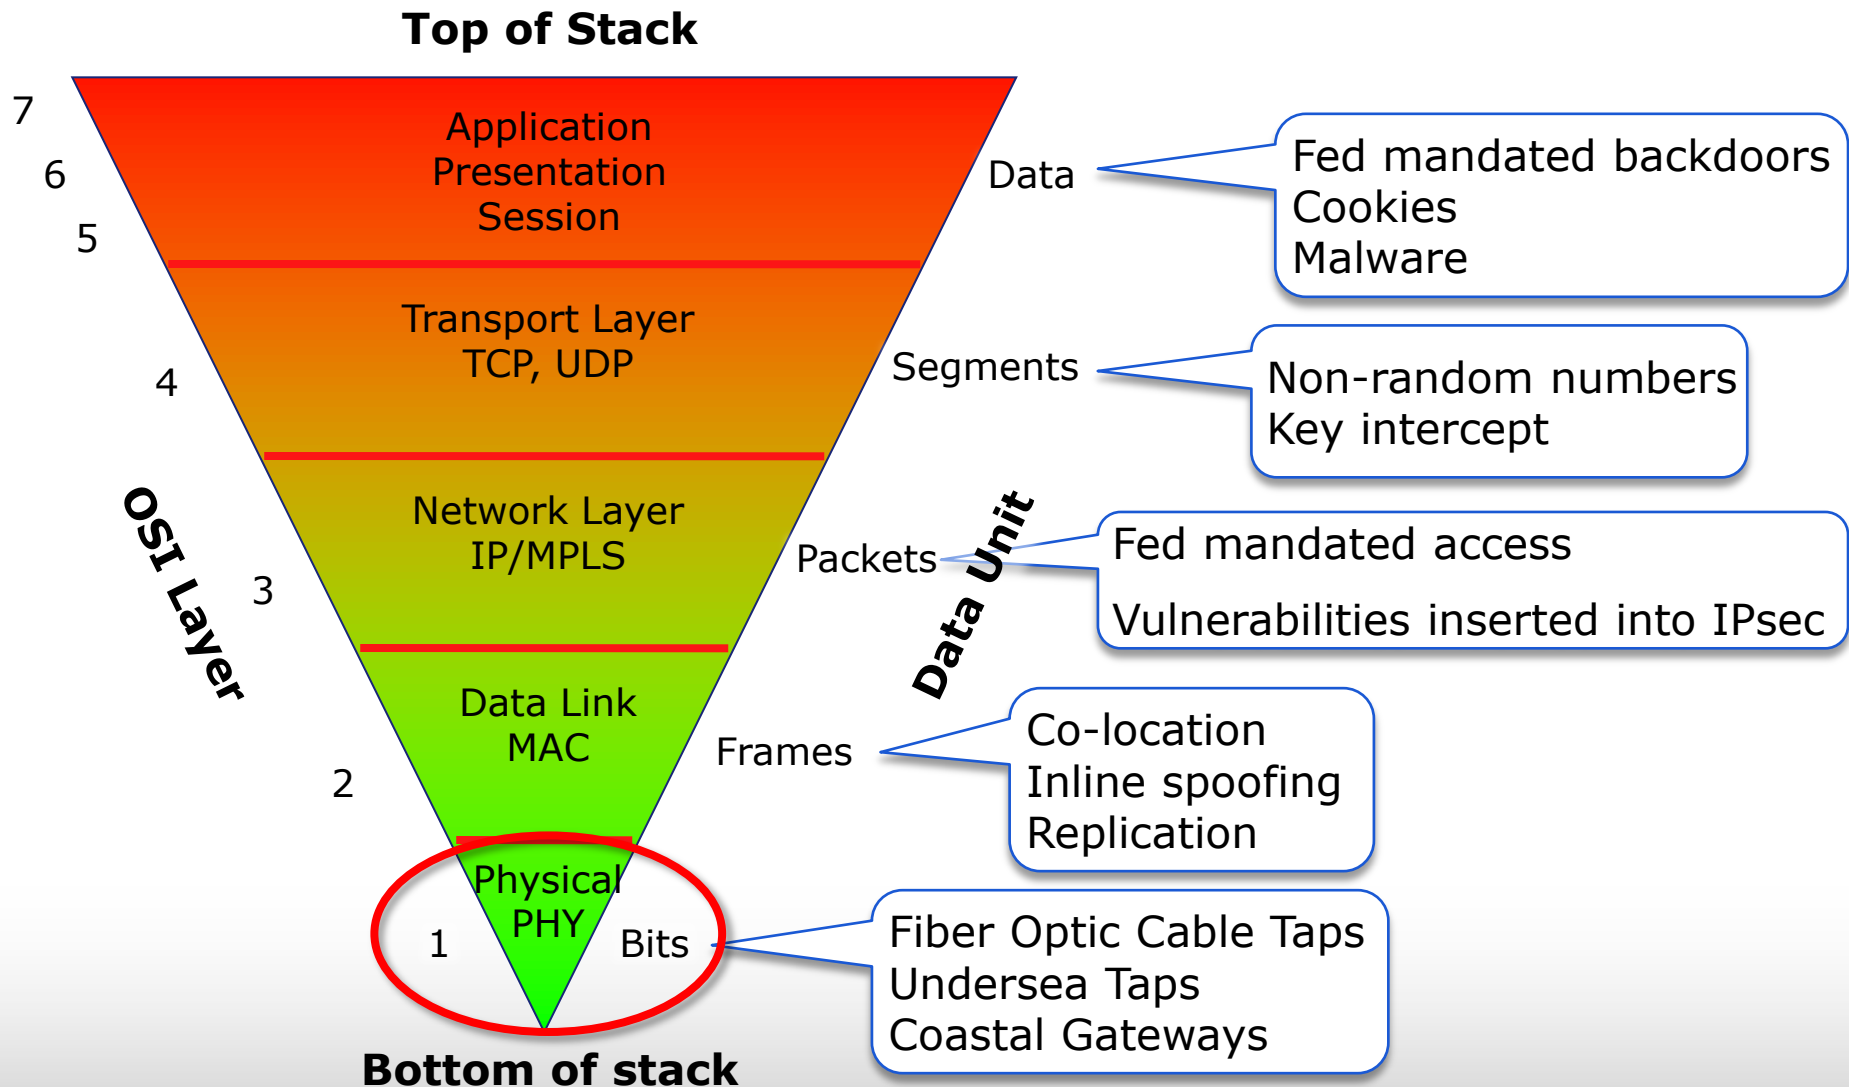 Top of Stack
7
6
5
Application
Presentation
Session
Data
Fed mandated backdoors
Cookies
Malware
4
Transport Layer
TCP, UDP
Segments
Non-random numbers
Key intercept
OSI Layer
3
Network Layer
IP/MPLS
Packets
Data Unit
Fed mandated access
Vulnerabilities inserted into IPsec
2
Data Link
MAC
Frames
Co-location
Inline spoofing
Replication
1
Physical
PHY
Bits
Fiber Optic Cable Taps
Undersea Taps
Coastal Gateways
Bottom of stack